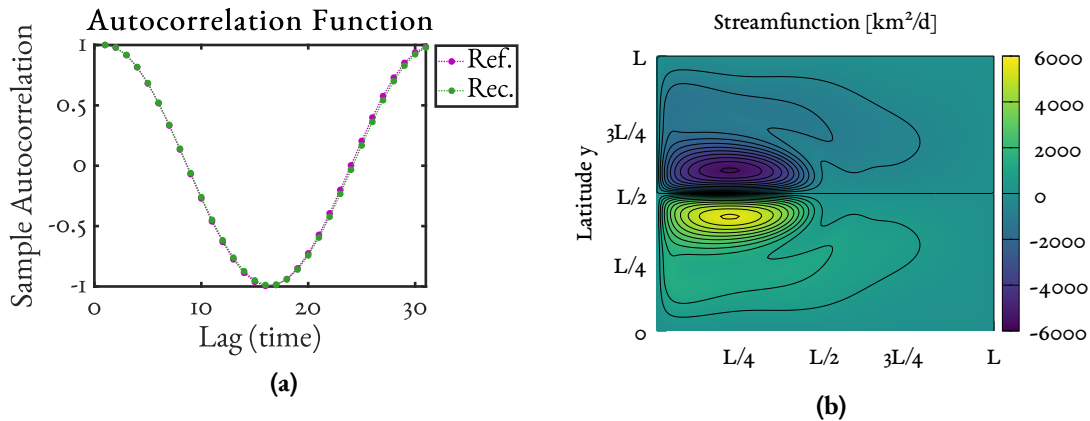 Autocorrelation Function
Sample Autocorrelation
1
0.5
0
-0.5
-1
0
10
20
30
Lag (time)
Ref.
Rec.
(a)
Streamfunction [km²/d]
Latitude y
L
3L/4
L/2
L/4
0
L/4
L/2
3L/4
L
6000
4000
2000
0
-2000
-4000
-6000
(b)